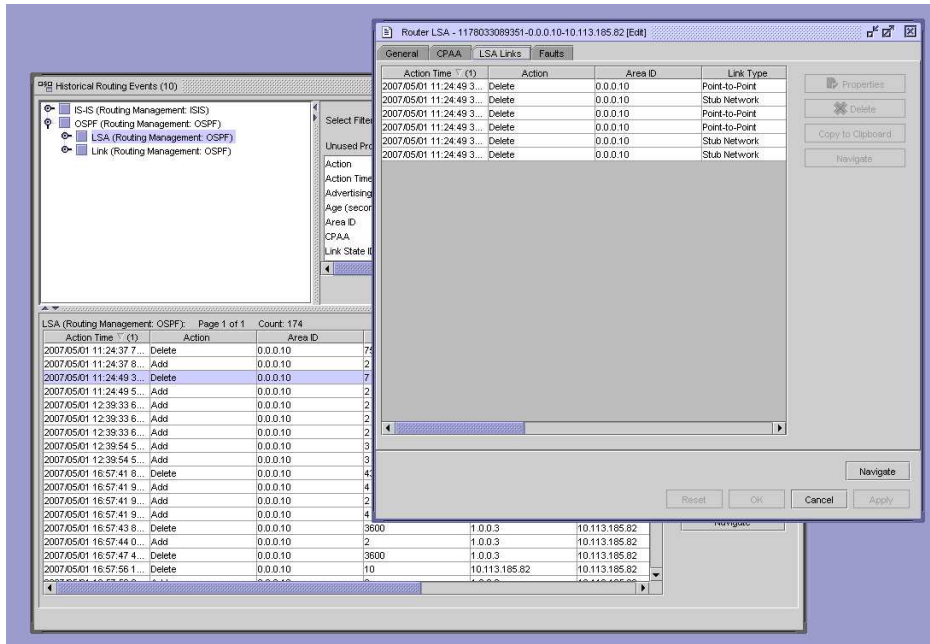 Router LSA - 1178033089351-0.0.0.10-10.113.185.82 [Edit]
General CPAA LSA Links Faults
Action Time (1) Action Area ID Link Type
2007/05/01 11:24:49 3... Delete 0.0.0.10 Point-to-Point
2007/05/01 11:24:49 3... Delete 0.0.0.10 Stub Network
2007/05/01 11:24:49 3... Delete 0.0.0.10 Point-to-Point
2007/05/01 11:24:49 3... Delete 0.0.0.10 Point-to-Point
2007/05/01 11:24:49 3... Delete 0.0.0.10 Stub Network
2007/05/01 11:24:49 3... Delete 0.0.0.10 Stub Network
Properties
Delete
Copy to Clipboard
Navigate
Navigate
Reset OK Cancel Apply
Historical Routing Events (10)
IS-IS (Routing Management: ISIS)
OSPF (Routing Management: OSPF)
LSA (Routing Management: OSPF)
Link (Routing Management: OSPF)
Select Filte
Unused Pro
Action
Action Time
Advertising
Age (secon
Area ID
CPAA
Link State I
LSA (Routing Management: OSPF): Page 1 of 1 Count: 174
Action Time (1) Action Area ID
2007/05/01 11:24:37 7... Delete 0.0.0.10 75
2007/05/01 11:24:37 8... Add 0.0.0.10 2
2007/05/01 11:24:49 3... Delete 0.0.0.10 7
2007/05/01 11:24:49 5... Add 0.0.0.10 2
2007/05/01 12:39:33 6... Add 0.0.0.10 2
2007/05/01 12:39:33 6... Add 0.0.0.10 2
2007/05/01 12:39:33 6... Add 0.0.0.10 2
2007/05/01 12:39:54 5... Add 0.0.0.10 3
2007/05/01 12:39:54 5... Add 0.0.0.10 3
2007/05/01 16:57:41 8... Delete 0.0.0.10 43
2007/05/01 16:57:41 9... Add 0.0.0.10 4
2007/05/01 16:57:41 9... Add 0.0.0.10 2
2007/05/01 16:57:41 9... Add 0.0.0.10 4
2007/05/01 16:57:43 8... Delete 0.0.0.10 3600 1.0.0.3 10.113.185.82
2007/05/01 16:57:44 0... Add 0.0.0.10 2 1.0.0.3 10.113.185.82
2007/05/01 16:57:47 4... Delete 0.0.0.10 3600 1.0.0.3 10.113.185.82
2007/05/01 16:57:56 1... Delete 0.0.0.10 10 10.113.185.82 10.113.185.82
Navigate